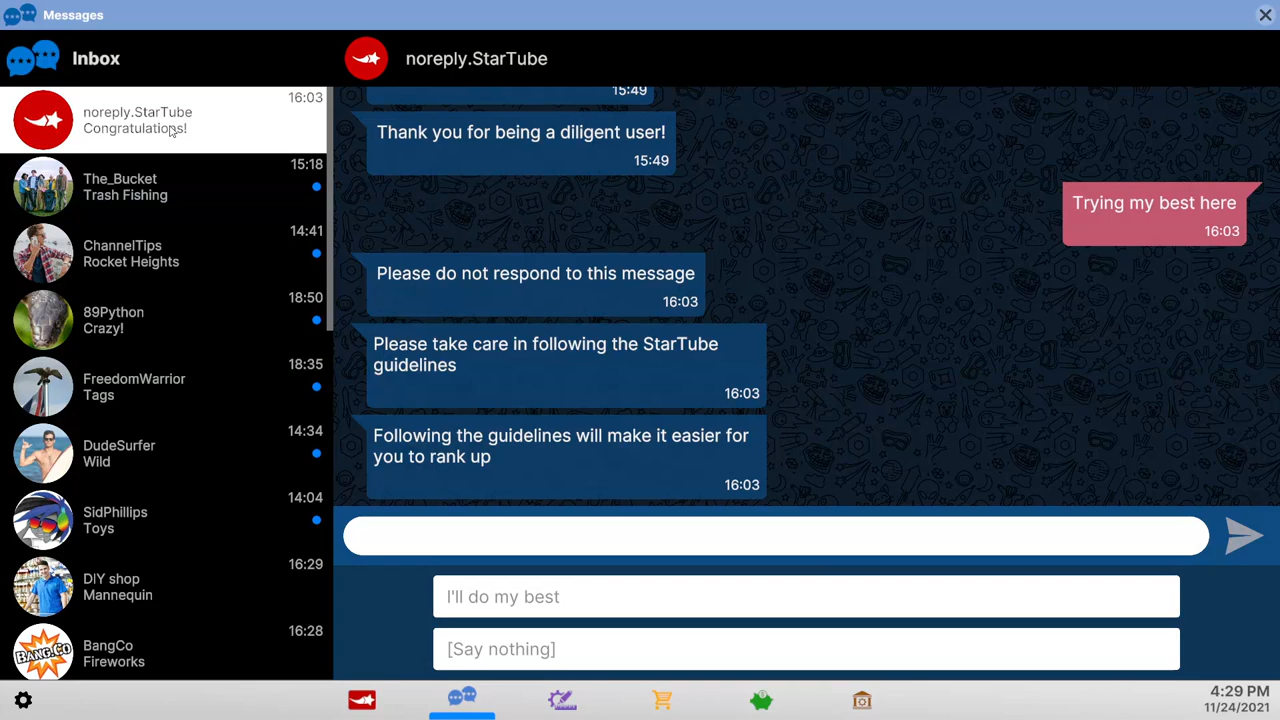 Messages
Inbox
noreply.StarTube
16:03
noreply.StarTube
Congratulations!
15:18
The_Bucket
Trash Fishing
14:41
ChannelTips
Rocket Heights
18:50
89Python
Crazy!
18:35
FreedomWarrior
Tags
14:34
DudeSurfer
Wild
14:04
SidPhillips
Toys
16:29
DIY shop
Mannequin
16:28
BangCo
Fireworks
BANG.CO
15:49
Thank you for being a diligent user!
15:49
Trying my best here
16:03
Please do not respond to this message
16:03
Please take care in following the StarTube
guidelines
16:03
Following the guidelines will make it easier for
you to rank up
16:03
I'll do my best
[Say nothing]
4:29 PM
11/24/2021